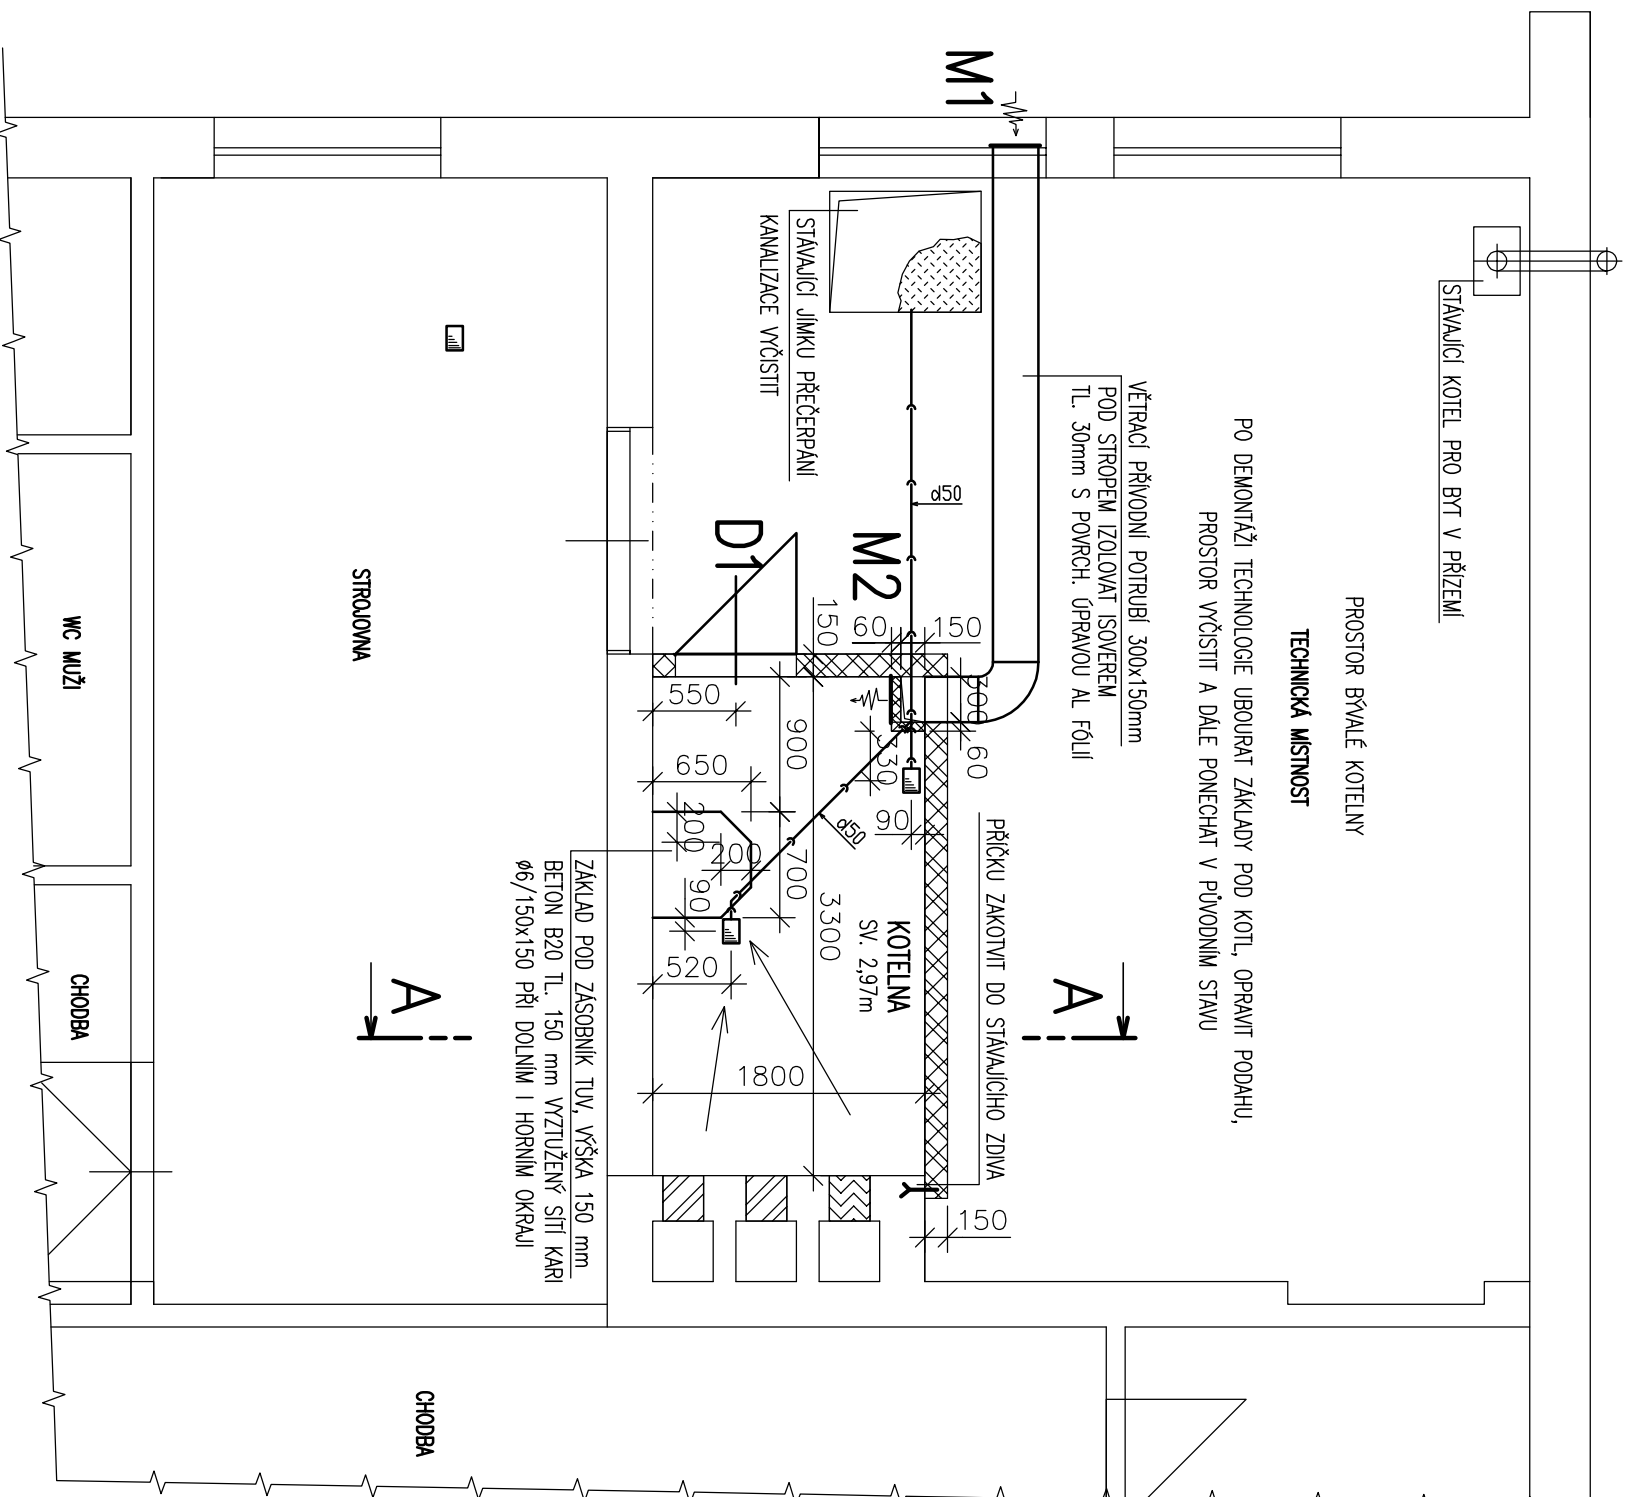 STÁVAJÍCÍ KOTEL PRO BYT V PŘÍZEMÍ
PROSTOR BÝVALÉ KOTELNY
TECHNICKÁ MÍSTNOST
PO DEMONTÁŽI TECHNOLOGIE UBOURAT ZÁKLADY POD KOTL, OPRAVIT PODAHU,
PROSTOR VYČISTIT A DÁLE PONECHAT V PŮVODNÍM STAVU
VĚTRACÍ PŘÍVODNÍ POTRUBÍ 300x150mm
POD STROPEM IZOLOVAT ISOVEREM
TL. 30mm S POVRCH. ÚPRAVOU AL FÓLIÍ
M1
STÁVAJÍCÍ JÍMKU PŘEČERPÁNÍ
KANALIZACE VYČISTIT
d50
M2
D1
PŘÍČKU ZAKOTVIT DO STÁVAJÍCÍHO ZDIVA
KOTELNA
SV. 2,97m
A
A
150
60
150
300
60
330
90
d50
550
900
650
200
200
700
90
520
3300
1800
150
ZÁKLAD POD ZÁSOBNÍK TUV, VÝŠKA 150 mm
BETON B20 TL. 150 mm VYZTUŽENÝ SÍTÍ KARI
ø6/150x150 PŘI DOLNÍM I HORNÍM OKRAJI
STROJOVNA
WC MUŽI
CHODBA
CHODBA